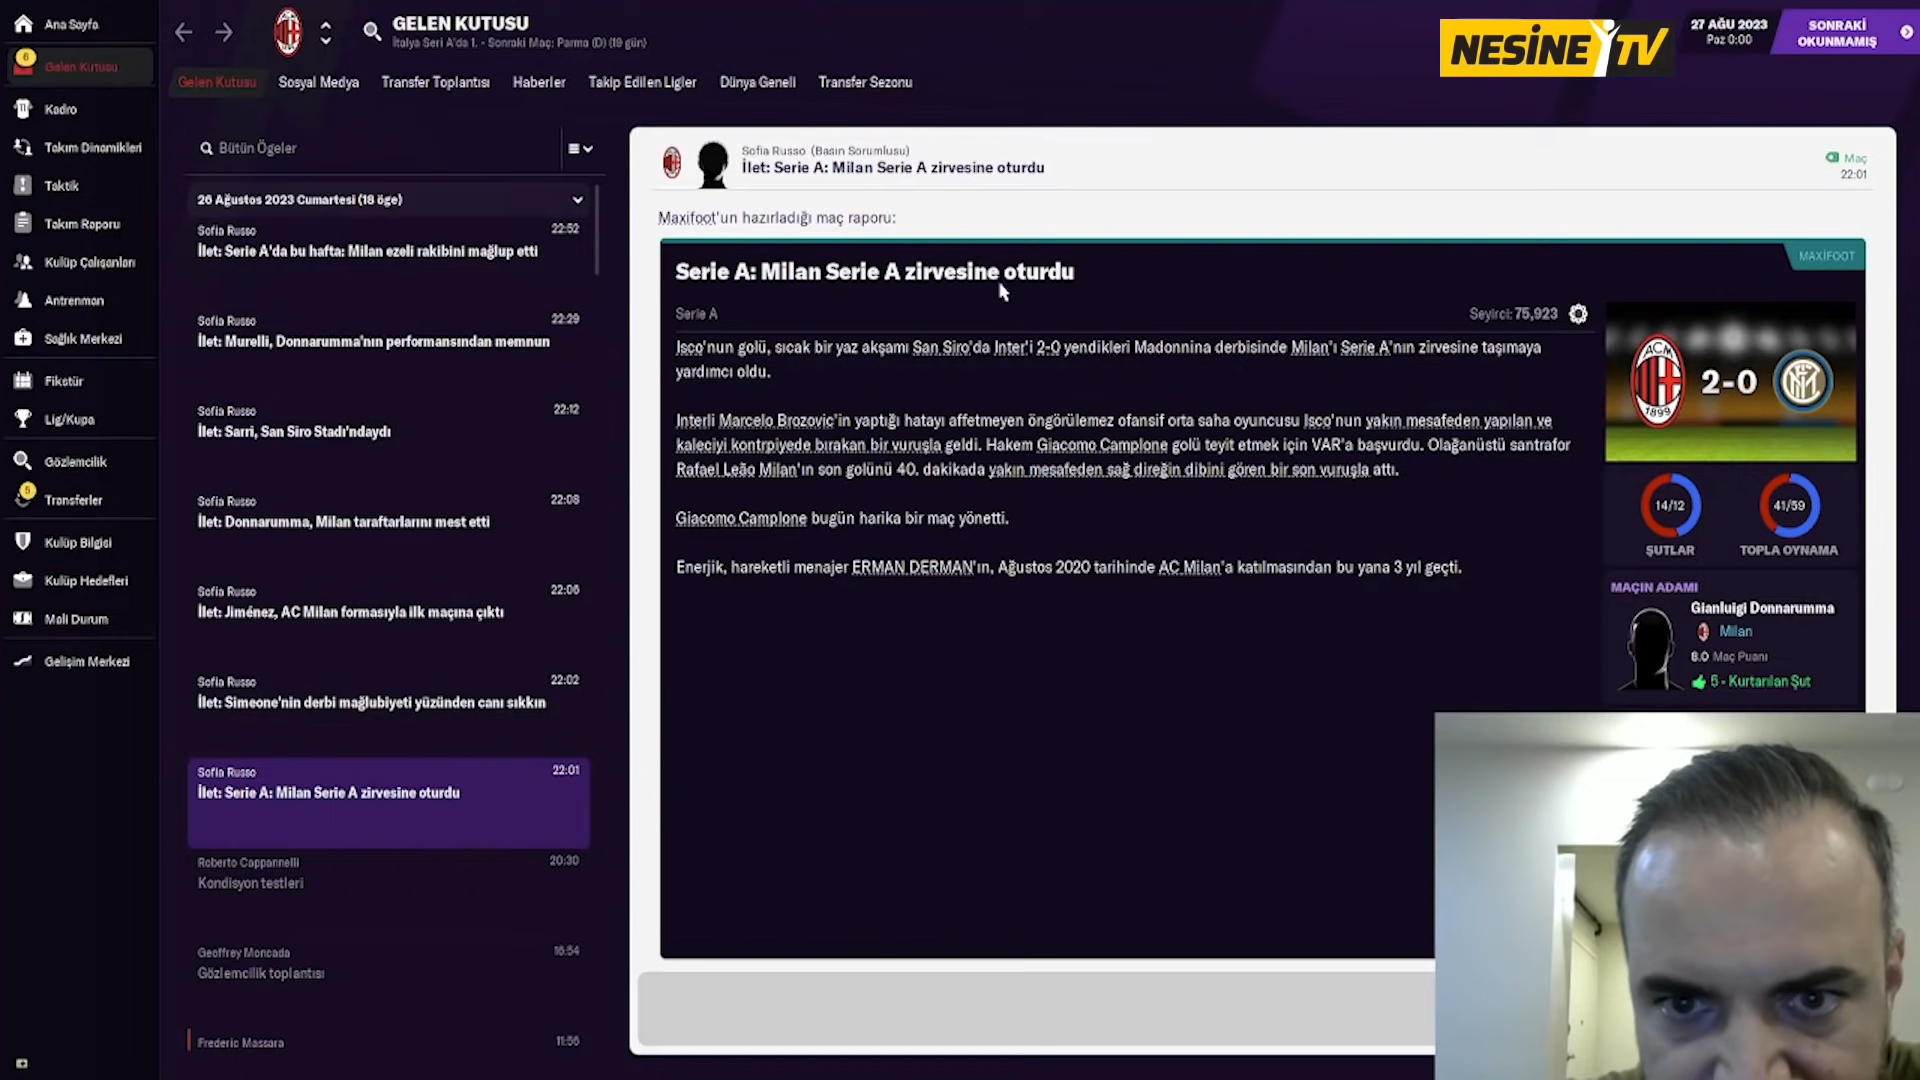 Ana Sayfa
6
Gelen Kutusu
Kadro
Takım Dinamikleri
Taktik
Takım Raporu
Kulüp Çalışanları
Antrenman
Sağlık Merkezi
Fikstür
Lig/Kupa
Gözlemcilik
5
Transferler
Kulüp Bilgisi
Kulüp Hedefleri
Mali Durum
Gelişim Merkezi
GELEN KUTUSU
İtalya Seri A'da 1. - Sonraki Maç: Parma (D) (19 gün)
NESİNE TV
27 AĞU 2023
Paz 0:00
SONRAKİ
OKUNMAMIŞ
Gelen Kutusu Sosyal Medya Transfer Toplantısı Haberler Takip Edilen Ligler Dünya Geneli Transfer Sezonu
Bütün Ögeler
26 Ağustos 2023 Cumartesi (18 öge)
Sofia Russo 22:52
İlet: Serie A'da bu hafta: Milan ezeli rakibini mağlup etti
Sofia Russo 22:29
İlet: Murelli, Donnarumma'nın performansından memnun
Sofia Russo 22:12
İlet: Sarri, San Siro Stadı'ndaydı
Sofia Russo 22:08
İlet: Donnarumma, Milan taraftarlarını mest etti
Sofia Russo 22:06
İlet: Jiménez, AC Milan formasıyla ilk maçına çıktı
Sofia Russo 22:02
İlet: Simeone'nin derbi mağlubiyeti yüzünden canı sıkkın
Sofia Russo 22:01
İlet: Serie A: Milan Serie A zirvesine oturdu
Roberto Cappannelli 20:30
Kondisyon testleri
Geoffrey Moncada 16:54
Gözlemcilik toplantısı
Frederic Massara 11:56
Sofia Russo (Basın Sorumlusu)
İlet: Serie A: Milan Serie A zirvesine oturdu
Maç
22:01
Maxifoot'un hazırladığı maç raporu:
MAXİFOOT
Serie A: Milan Serie A zirvesine oturdu
Serie A Seyirci: 75,923
Isco'nun golü, sıcak bir yaz akşamı San Siro'da Inter'i 2-0 yendikleri Madonnina derbisinde Milan'ı Serie A'nın zirvesine taşımaya
yardımcı oldu.
Interli Marcelo Brozovic'in yaptığı hatayı affetmeyen öngörülemez ofansif orta saha oyuncusu Isco'nun yakın mesafeden yapılan ve
kaleciyi kontrpiyede bırakan bir vuruşla geldi. Hakem Giacomo Camplone golü teyit etmek için VAR'a başvurdu. Olağanüstü santrafor
Rafael Leão Milan'ın son golünü 40. dakikada yakın mesafeden sağ direğin dibini gören bir son vuruşla attı.
Giacomo Camplone bugün harika bir maç yönetti.
Enerjik, hareketli menajer ERMAN DERMAN'ın, Ağustos 2020 tarihinde AC Milan'a katılmasından bu yana 3 yıl geçti.
ACM
1899
2-0
14/12
ŞUTLAR
41/59
TOPLA OYNAMA
MAÇIN ADAMI
Gianluigi Donnarumma
Milan
8.0 Maç Puanı
5 - Kurtarılan Şut